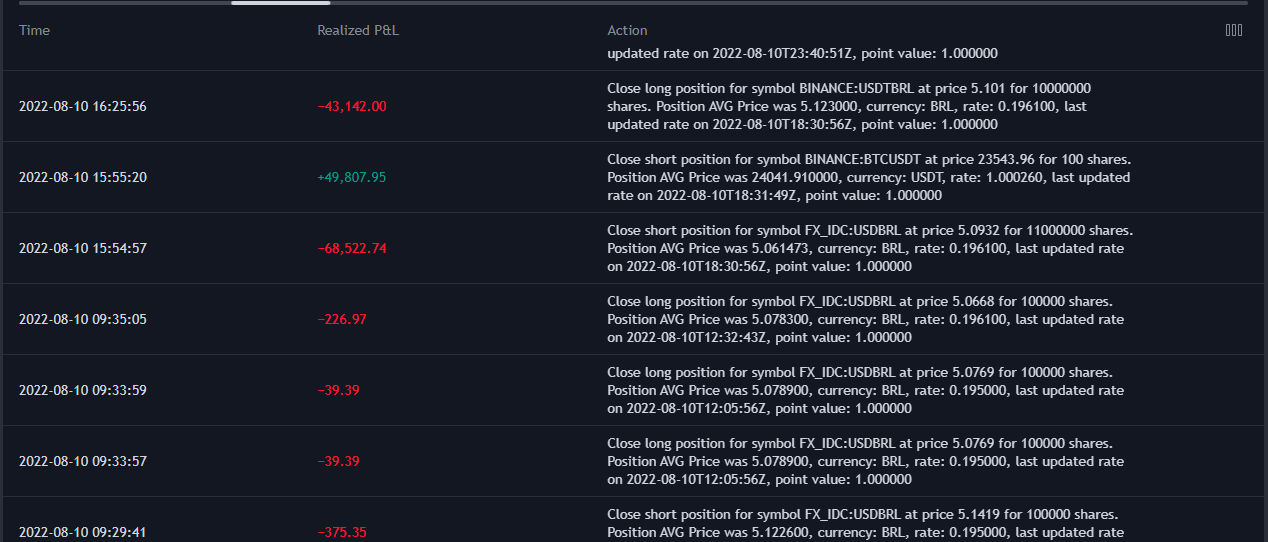 Time Realized P&L Action
updated rate on 2022-08-10T23:40:51Z, point value: 1.000000
Close long position for symbol BINANCE:USDTBRL at price 5.101 for 10000000
2022-08-10 16:25:56 −43,142.00 shares. Position AVG Price was 5.123000, currency: BRL, rate: 0.196100, last
updated rate on 2022-08-10T18:30:56Z, point value: 1.000000
Close short position for symbol BINANCE:BTCUSDT at price 23543.96 for 100 shares.
2022-08-10 15:55:20 +49,807.95 Position AVG Price was 24041.910000, currency: USDT, rate: 1.000260, last updated
rate on 2022-08-10T18:31:49Z, point value: 1.000000
Close short position for symbol FX_IDC:USDBRL at price 5.0932 for 11000000 shares.
2022-08-10 15:54:57 −68,522.74 Position AVG Price was 5.061473, currency: BRL, rate: 0.196100, last updated rate
on 2022-08-10T18:30:56Z, point value: 1.000000
Close long position for symbol FX_IDC:USDBRL at price 5.0668 for 100000 shares.
2022-08-10 09:35:05 −226.97 Position AVG Price was 5.078300, currency: BRL, rate: 0.196100, last updated rate
on 2022-08-10T12:32:43Z, point value: 1.000000
Close long position for symbol FX_IDC:USDBRL at price 5.0769 for 100000 shares.
2022-08-10 09:33:59 −39.39 Position AVG Price was 5.078900, currency: BRL, rate: 0.195000, last updated rate
on 2022-08-10T12:05:56Z, point value: 1.000000
Close long position for symbol FX_IDC:USDBRL at price 5.0769 for 100000 shares.
2022-08-10 09:33:57 −39.39 Position AVG Price was 5.078900, currency: BRL, rate: 0.195000, last updated rate
on 2022-08-10T12:05:56Z, point value: 1.000000
Close short position for symbol FX_IDC:USDBRL at price 5.1419 for 100000 shares.
2022-08-10 09:29:41 −375.35 Position AVG Price was 5.122600, currency: BRL, rate: 0.195000, last updated rate